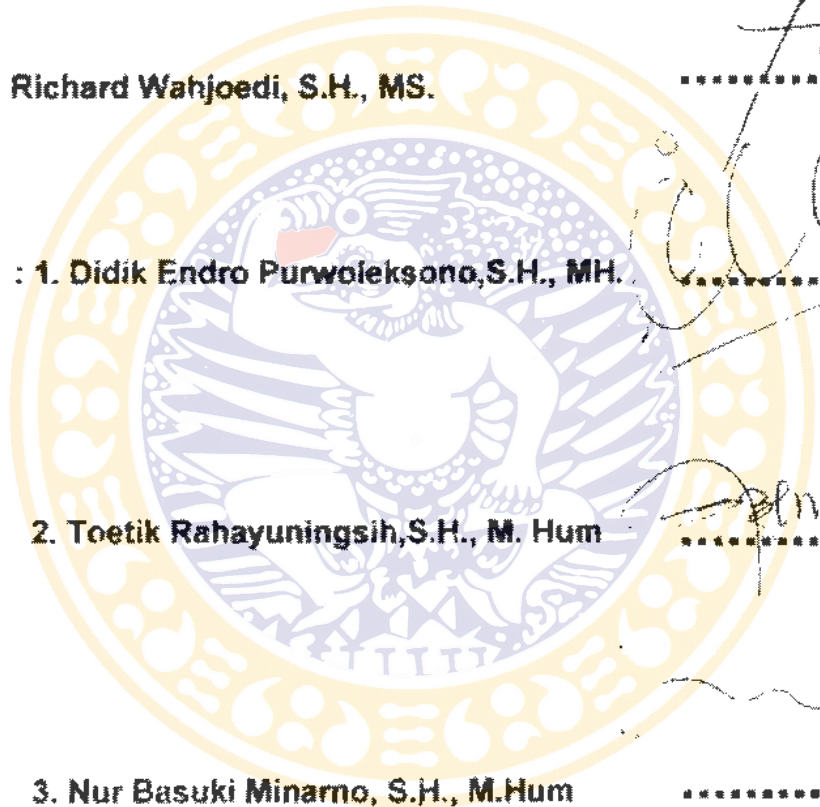 Richard Wahjoedi, S.H., MS.
: 1. Didik Endro Purwoleksono,S.H., MH.
2. Toetik Rahayuningsih,S.H., M. Hum
3. Nur Basuki Minarno, S.H., M.Hum